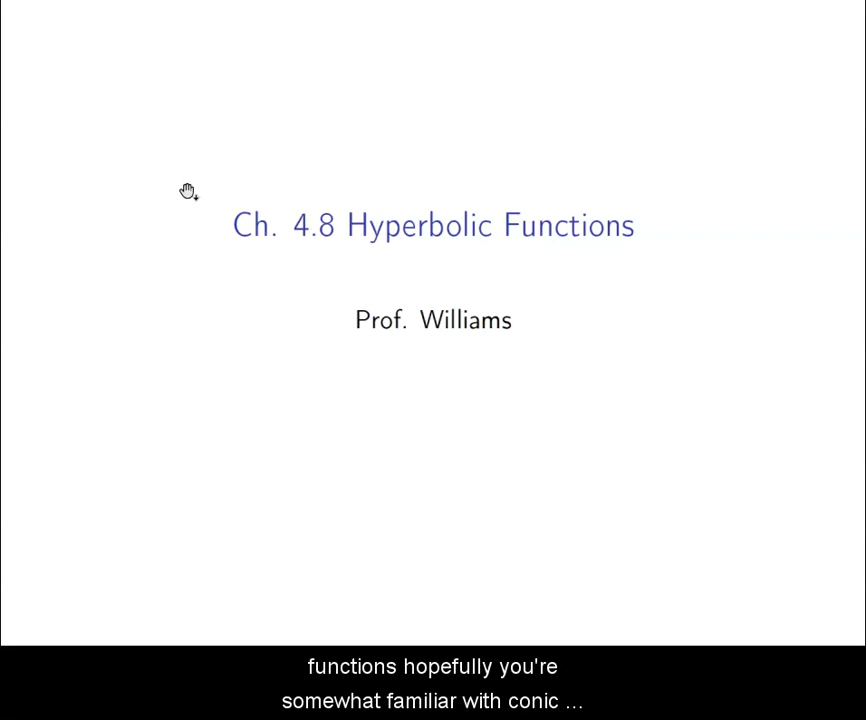 Ch. 4.8 Hyperbolic Functions
Prof. Williams
functions hopefully you're
somewhat familiar with conic ...